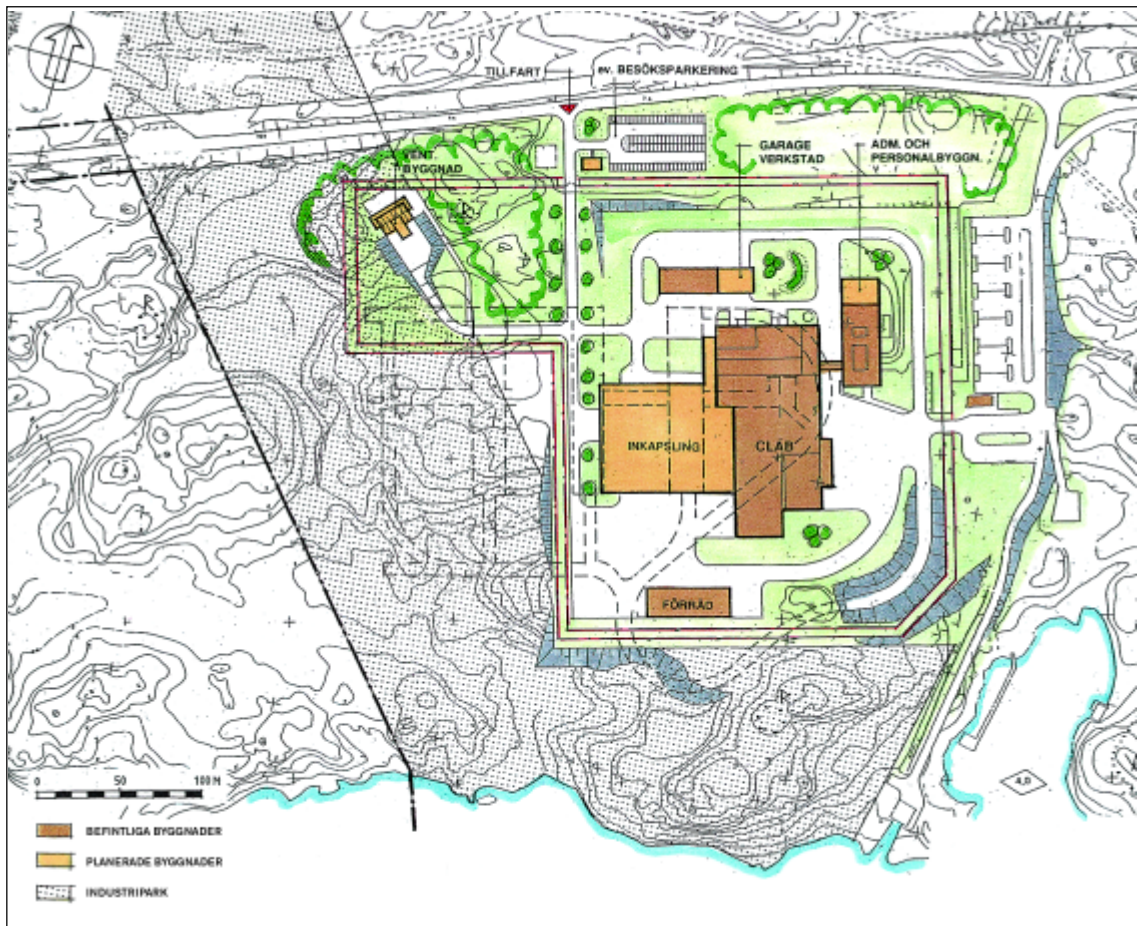 TILLFART
ev. BESÖKSPARKERING
VENT.
BYGGNAD
GARAGE
VERKSTAD
ADM. OCH
PERSONALBYGGN.
INKAPSLING
CLAB
FÖRRÅD
0 50 100 M
BEFINTLIGA BYGGNADER
PLANERADE BYGGNADER
INDUSTRIPARK